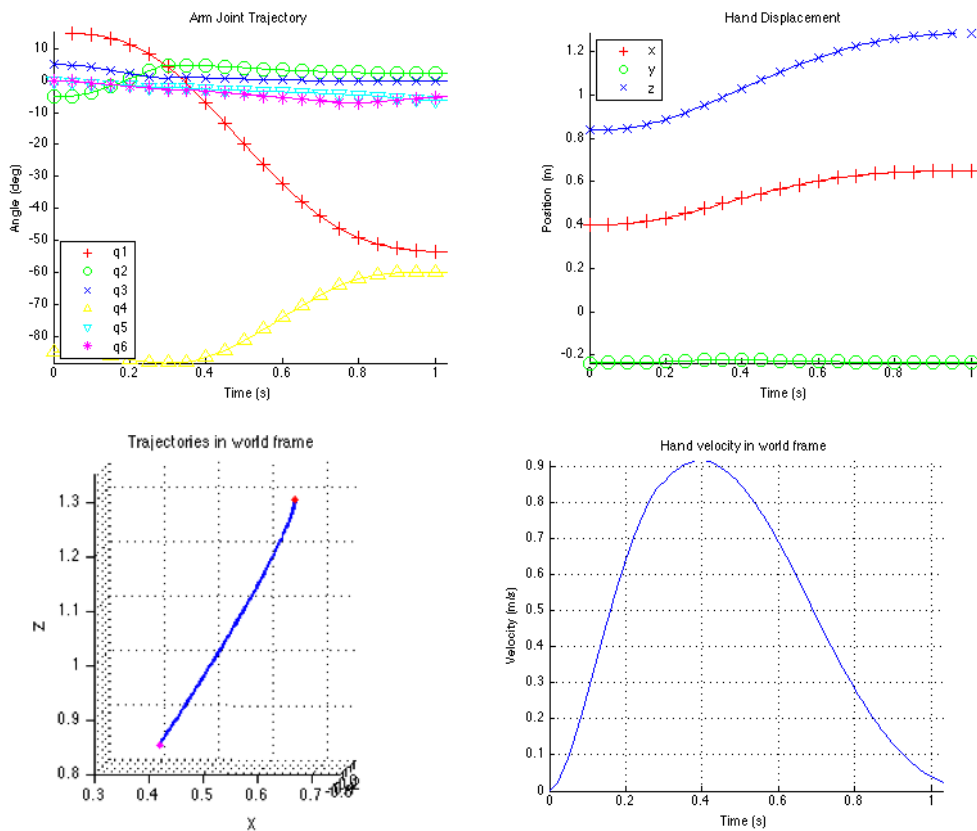 Arm Joint Trajectory
Angle (deg)
10
0
-10
-20
-30
-40
-50
-60
-70
-80
q1
q2
q3
q4
q5
q6
0
0.2
0.4
0.6
0.8
1
Time (s)
Hand Displacement
Position (m)
1.2
1
0.8
0.6
0.4
0.2
0
-0.2
x
y
z
0
0.2
0.4
0.6
0.8
1
Time (s)
Trajectories in world frame
Z
1.3
1.2
1.1
1
0.9
0.8
0.3
0.4
0.5
0.6
0.7
X
Hand velocity in world frame
Velocity (m/s)
0.9
0.8
0.7
0.6
0.5
0.4
0.3
0.2
0.1
0
0
0.2
0.4
0.6
0.8
1
Time (s)